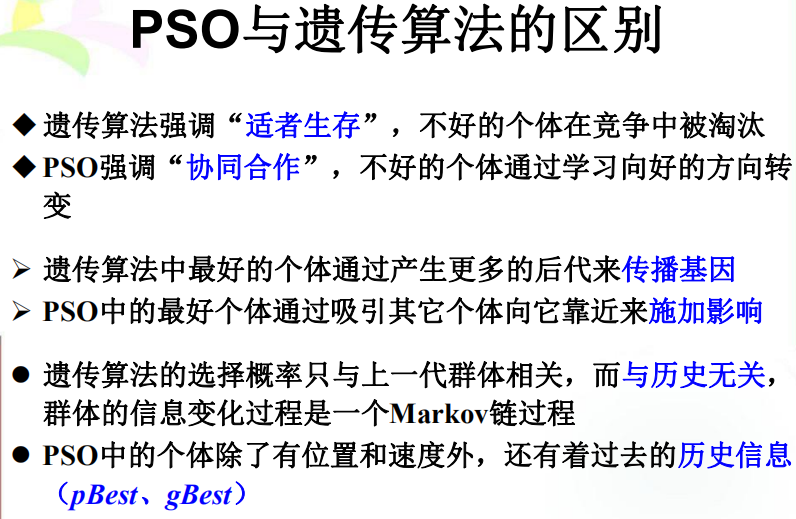 PSO与遗传算法的区别
◆遗传算法强调“适者生存”，不好的个体在竞争中被淘汰
◆PSO强调“协同合作”，不好的个体通过学习向好的方向转
变
➢ 遗传算法中最好的个体通过产生更多的后代来传播基因
➢ PSO中的最好个体通过吸引其它个体向它靠近来施加影响
● 遗传算法的选择概率只与上一代群体相关，而与历史无关，
群体的信息变化过程是一个Markov链过程
● PSO中的个体除了有位置和速度外，还有着过去的历史信息
（pBest、gBest）